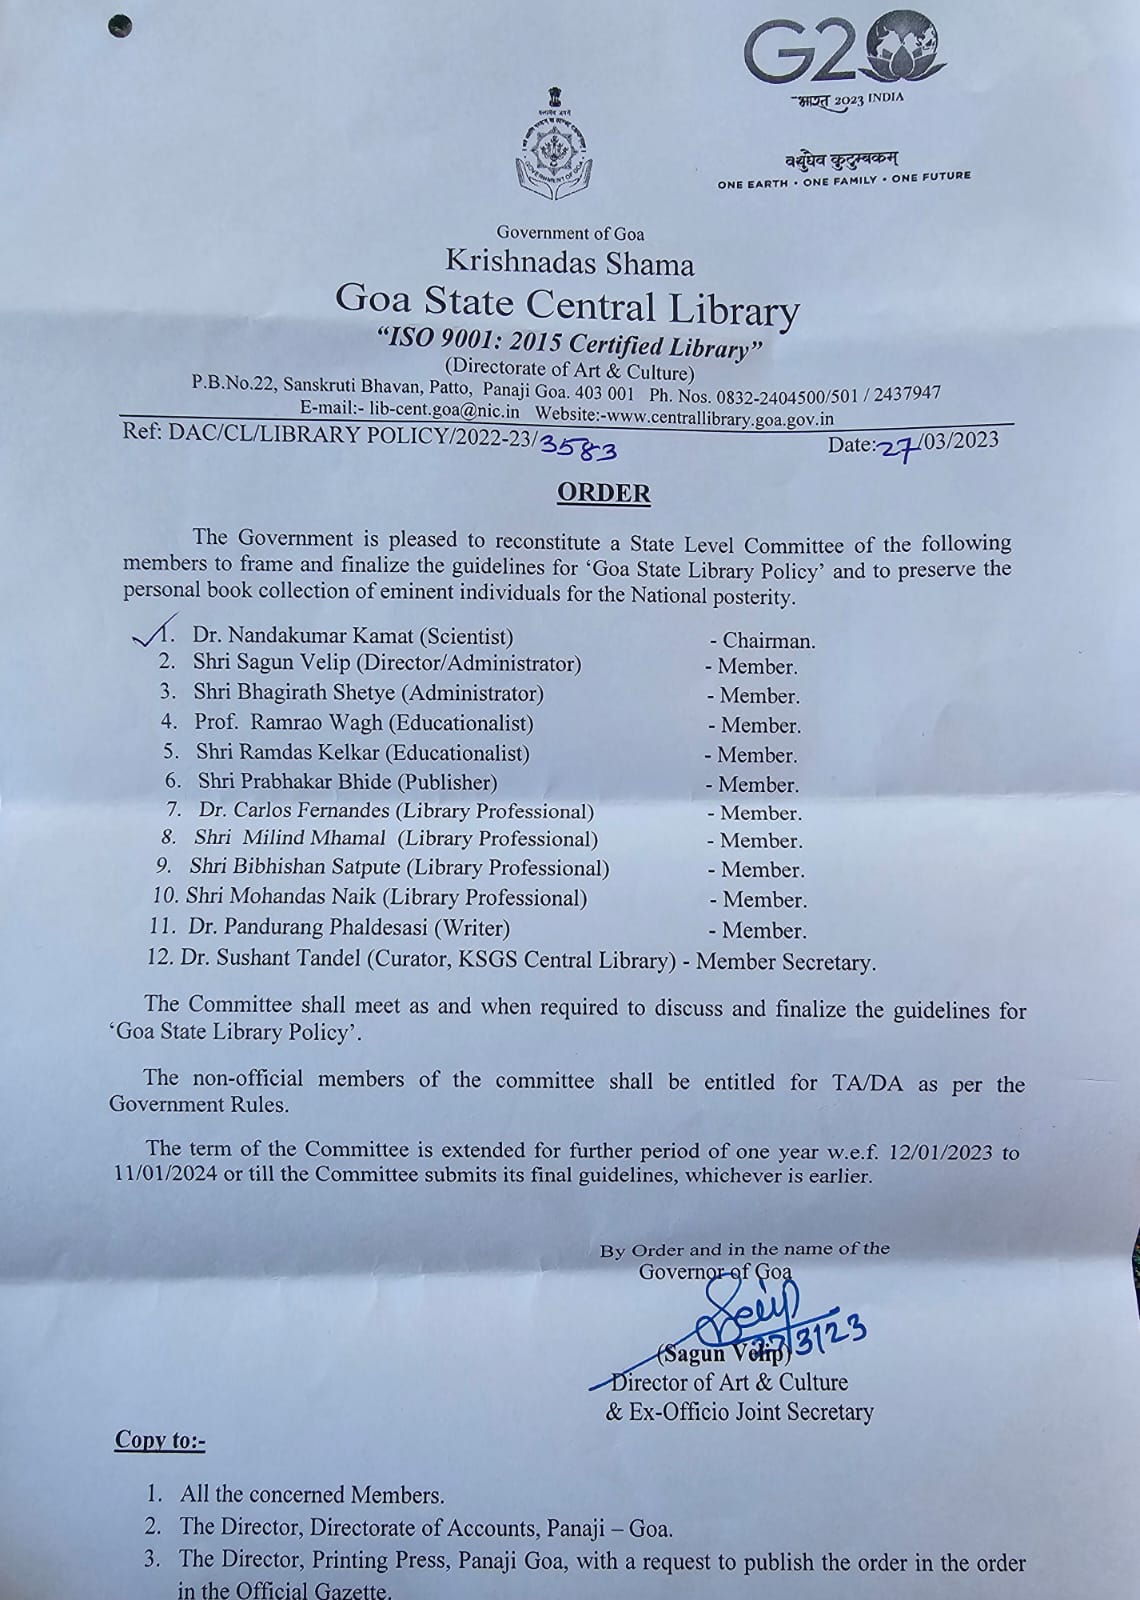 G20
भारत 2023 INDIA
वसुधैव कुटुम्बकम्
ONE EARTH • ONE FAMILY • ONE FUTURE
GOVERNMENT OF GOA
Government of Goa
Krishnadas Shama
Goa State Central Library
“ISO 9001: 2015 Certified Library”
(Directorate of Art & Culture)
P.B.No.22, Sanskruti Bhavan, Patto, Panaji Goa. 403 001 Ph. Nos. 0832-2404500/501 / 2437947
E-mail:- lib-cent.goa@nic.in Website:-www.centrallibrary.goa.gov.in
Ref: DAC/CL/LIBRARY POLICY/2022-23/3583 Date:27/03/2023
ORDER
The Government is pleased to reconstitute a State Level Committee of the following
members to frame and finalize the guidelines for ‘Goa State Library Policy’ and to preserve the
personal book collection of eminent individuals for the National posterity.
1. Dr. Nandakumar Kamat (Scientist) - Chairman.
2. Shri Sagun Velip (Director/Administrator) - Member.
3. Shri Bhagirath Shetye (Administrator) - Member.
4. Prof. Ramrao Wagh (Educationalist) - Member.
5. Shri Ramdas Kelkar (Educationalist) - Member.
6. Shri Prabhakar Bhide (Publisher) - Member.
7. Dr. Carlos Fernandes (Library Professional) - Member.
8. Shri Milind Mhamal (Library Professional) - Member.
9. Shri Bibhishan Satpute (Library Professional) - Member.
10. Shri Mohandas Naik (Library Professional) - Member.
11. Dr. Pandurang Phaldesasi (Writer) - Member.
12. Dr. Sushant Tandel (Curator, KSGS Central Library) - Member Secretary.
The Committee shall meet as and when required to discuss and finalize the guidelines for
‘Goa State Library Policy’.
The non-official members of the committee shall be entitled for TA/DA as per the
Government Rules.
The term of the Committee is extended for further period of one year w.e.f. 12/01/2023 to
11/01/2024 or till the Committee submits its final guidelines, whichever is earlier.
By Order and in the name of the
Governor of Goa
27/3/23
(Sagun Velip)
Director of Art & Culture
& Ex-Officio Joint Secretary
Copy to:-
1. All the concerned Members.
2. The Director, Directorate of Accounts, Panaji – Goa.
3. The Director, Printing Press, Panaji Goa, with a request to publish the order in the order
in the Official Gazette.